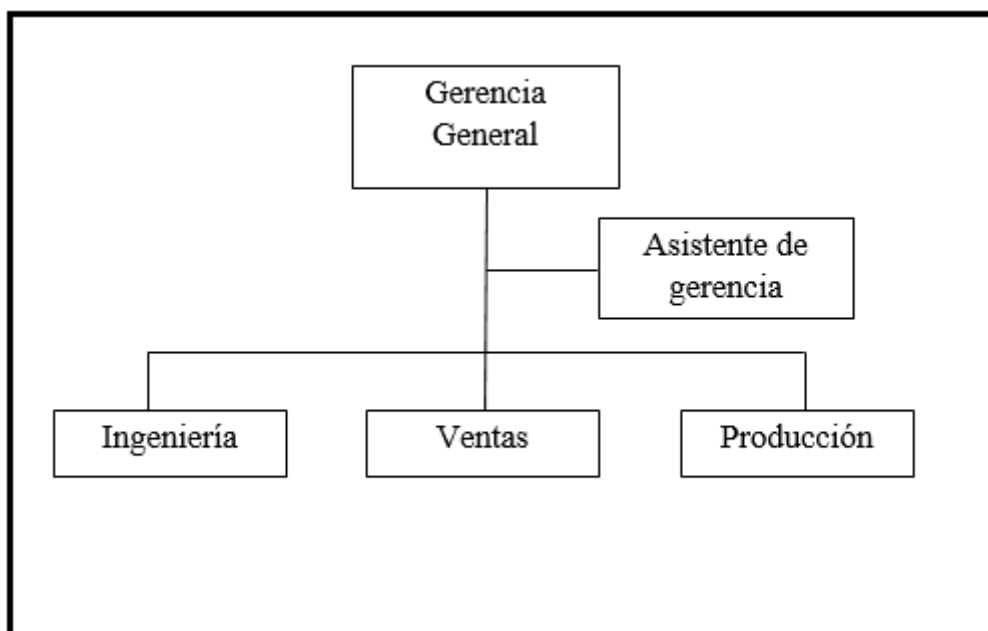 Gerencia
General
Asistente de
gerencia
Ingeniería
Ventas
Producción